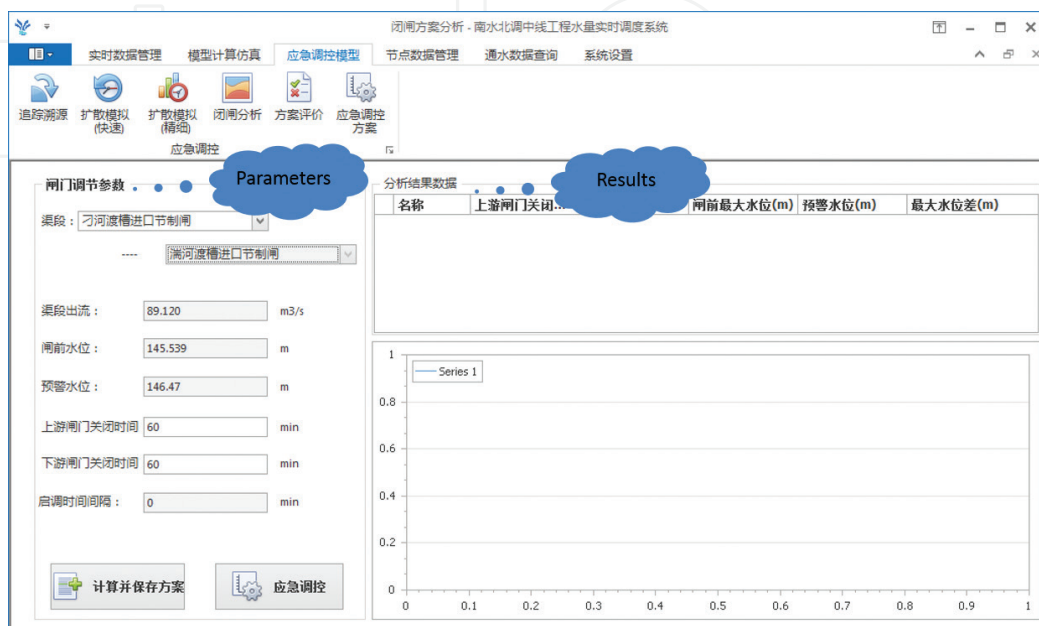 闭闸方案分析 - 南水北调中线工程水量实时调度系统
实时数据管理 模型计算仿真 应急调控模型 节点数据管理 通水数据查询 系统设置
追踪溯源 扩散模拟(快速) 扩散模拟(精细) 闭闸分析 方案评价 应急调控方案
应急调控
Parameters
Results
闸门调节参数
渠段： 刁河渡槽进口节制闸
---- 湍河渡槽进口节制闸
渠段出流： 89.120 m3/s
闸前水位： 145.539 m
预警水位： 146.47 m
上游闸门关闭时间 60 min
下游闸门关闭时间 60 min
启调时间间隔： 0 min
计算并保存方案 应急调控
分析结果数据
名称 上游闸门关闭... 闸前最大水位(m) 预警水位(m) 最大水位差(m)
Series 1
1
0.8
0.6
0.4
0.2
0
0 0.1 0.2 0.3 0.4 0.5 0.6 0.7 0.8 0.9 1